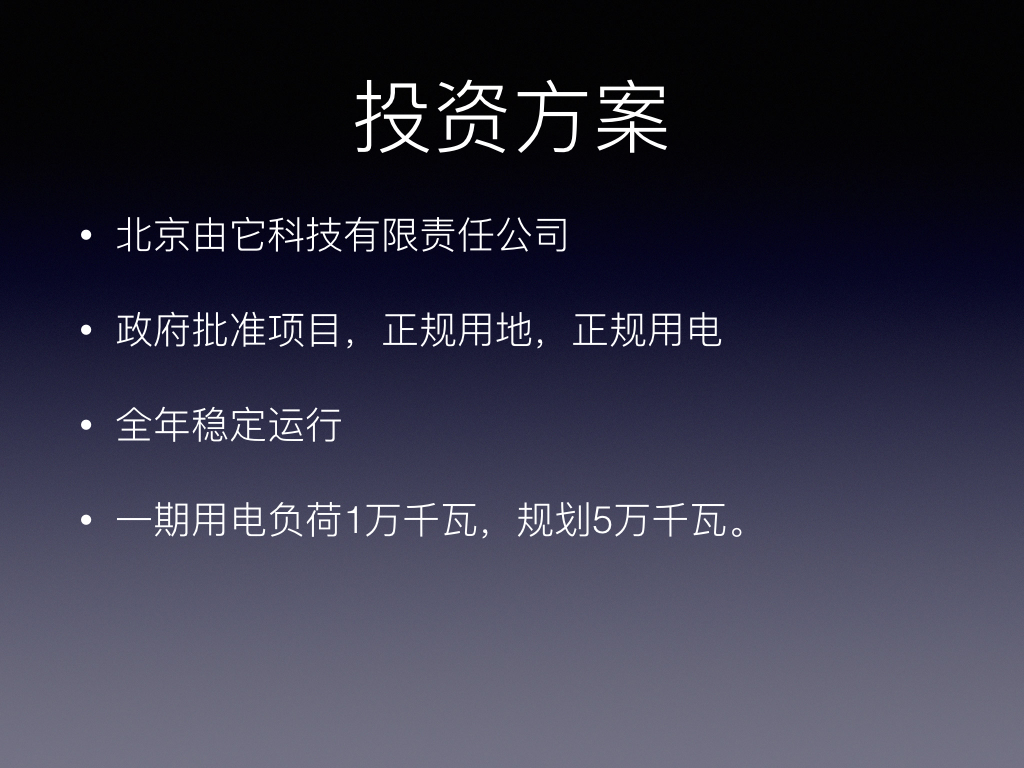 投资方案
• 北京由它科技有限责任公司
• 政府批准项目，正规用地，正规用电
• 全年稳定运行
• 一期用电负荷1万千瓦，规划5万千瓦。